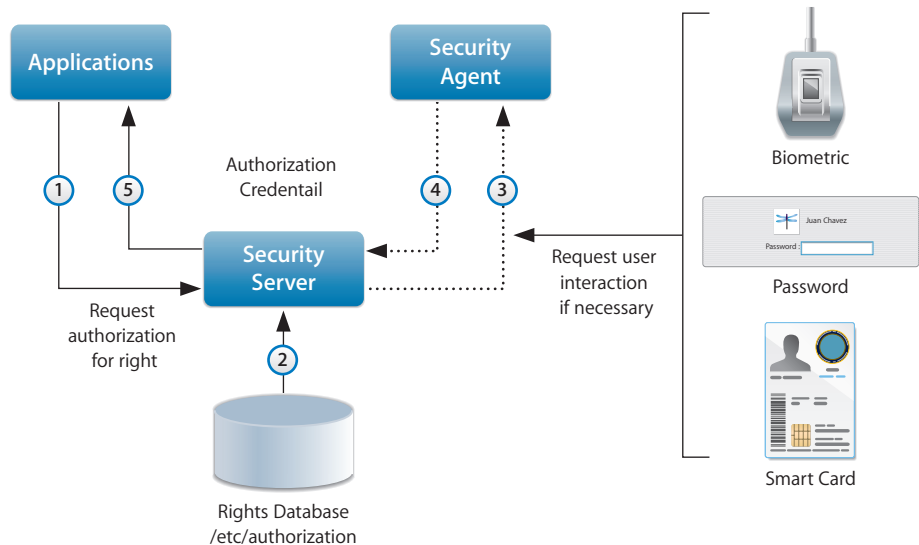 Applications
Security
Agent
Biometric
1
5
Authorization
Credentail
4
3
Juan Chavez
Password :
Password
Security
Server
Request user
interaction
if necessary
Request
authorization
for right
2
Smart Card
Rights Database
/etc/authorization